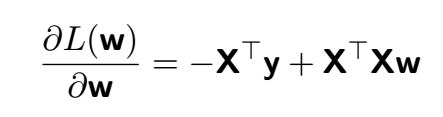 ∂L(𝐰)/∂𝐰 = −𝐗^⊤𝐲 + 𝐗^⊤𝐗𝐰